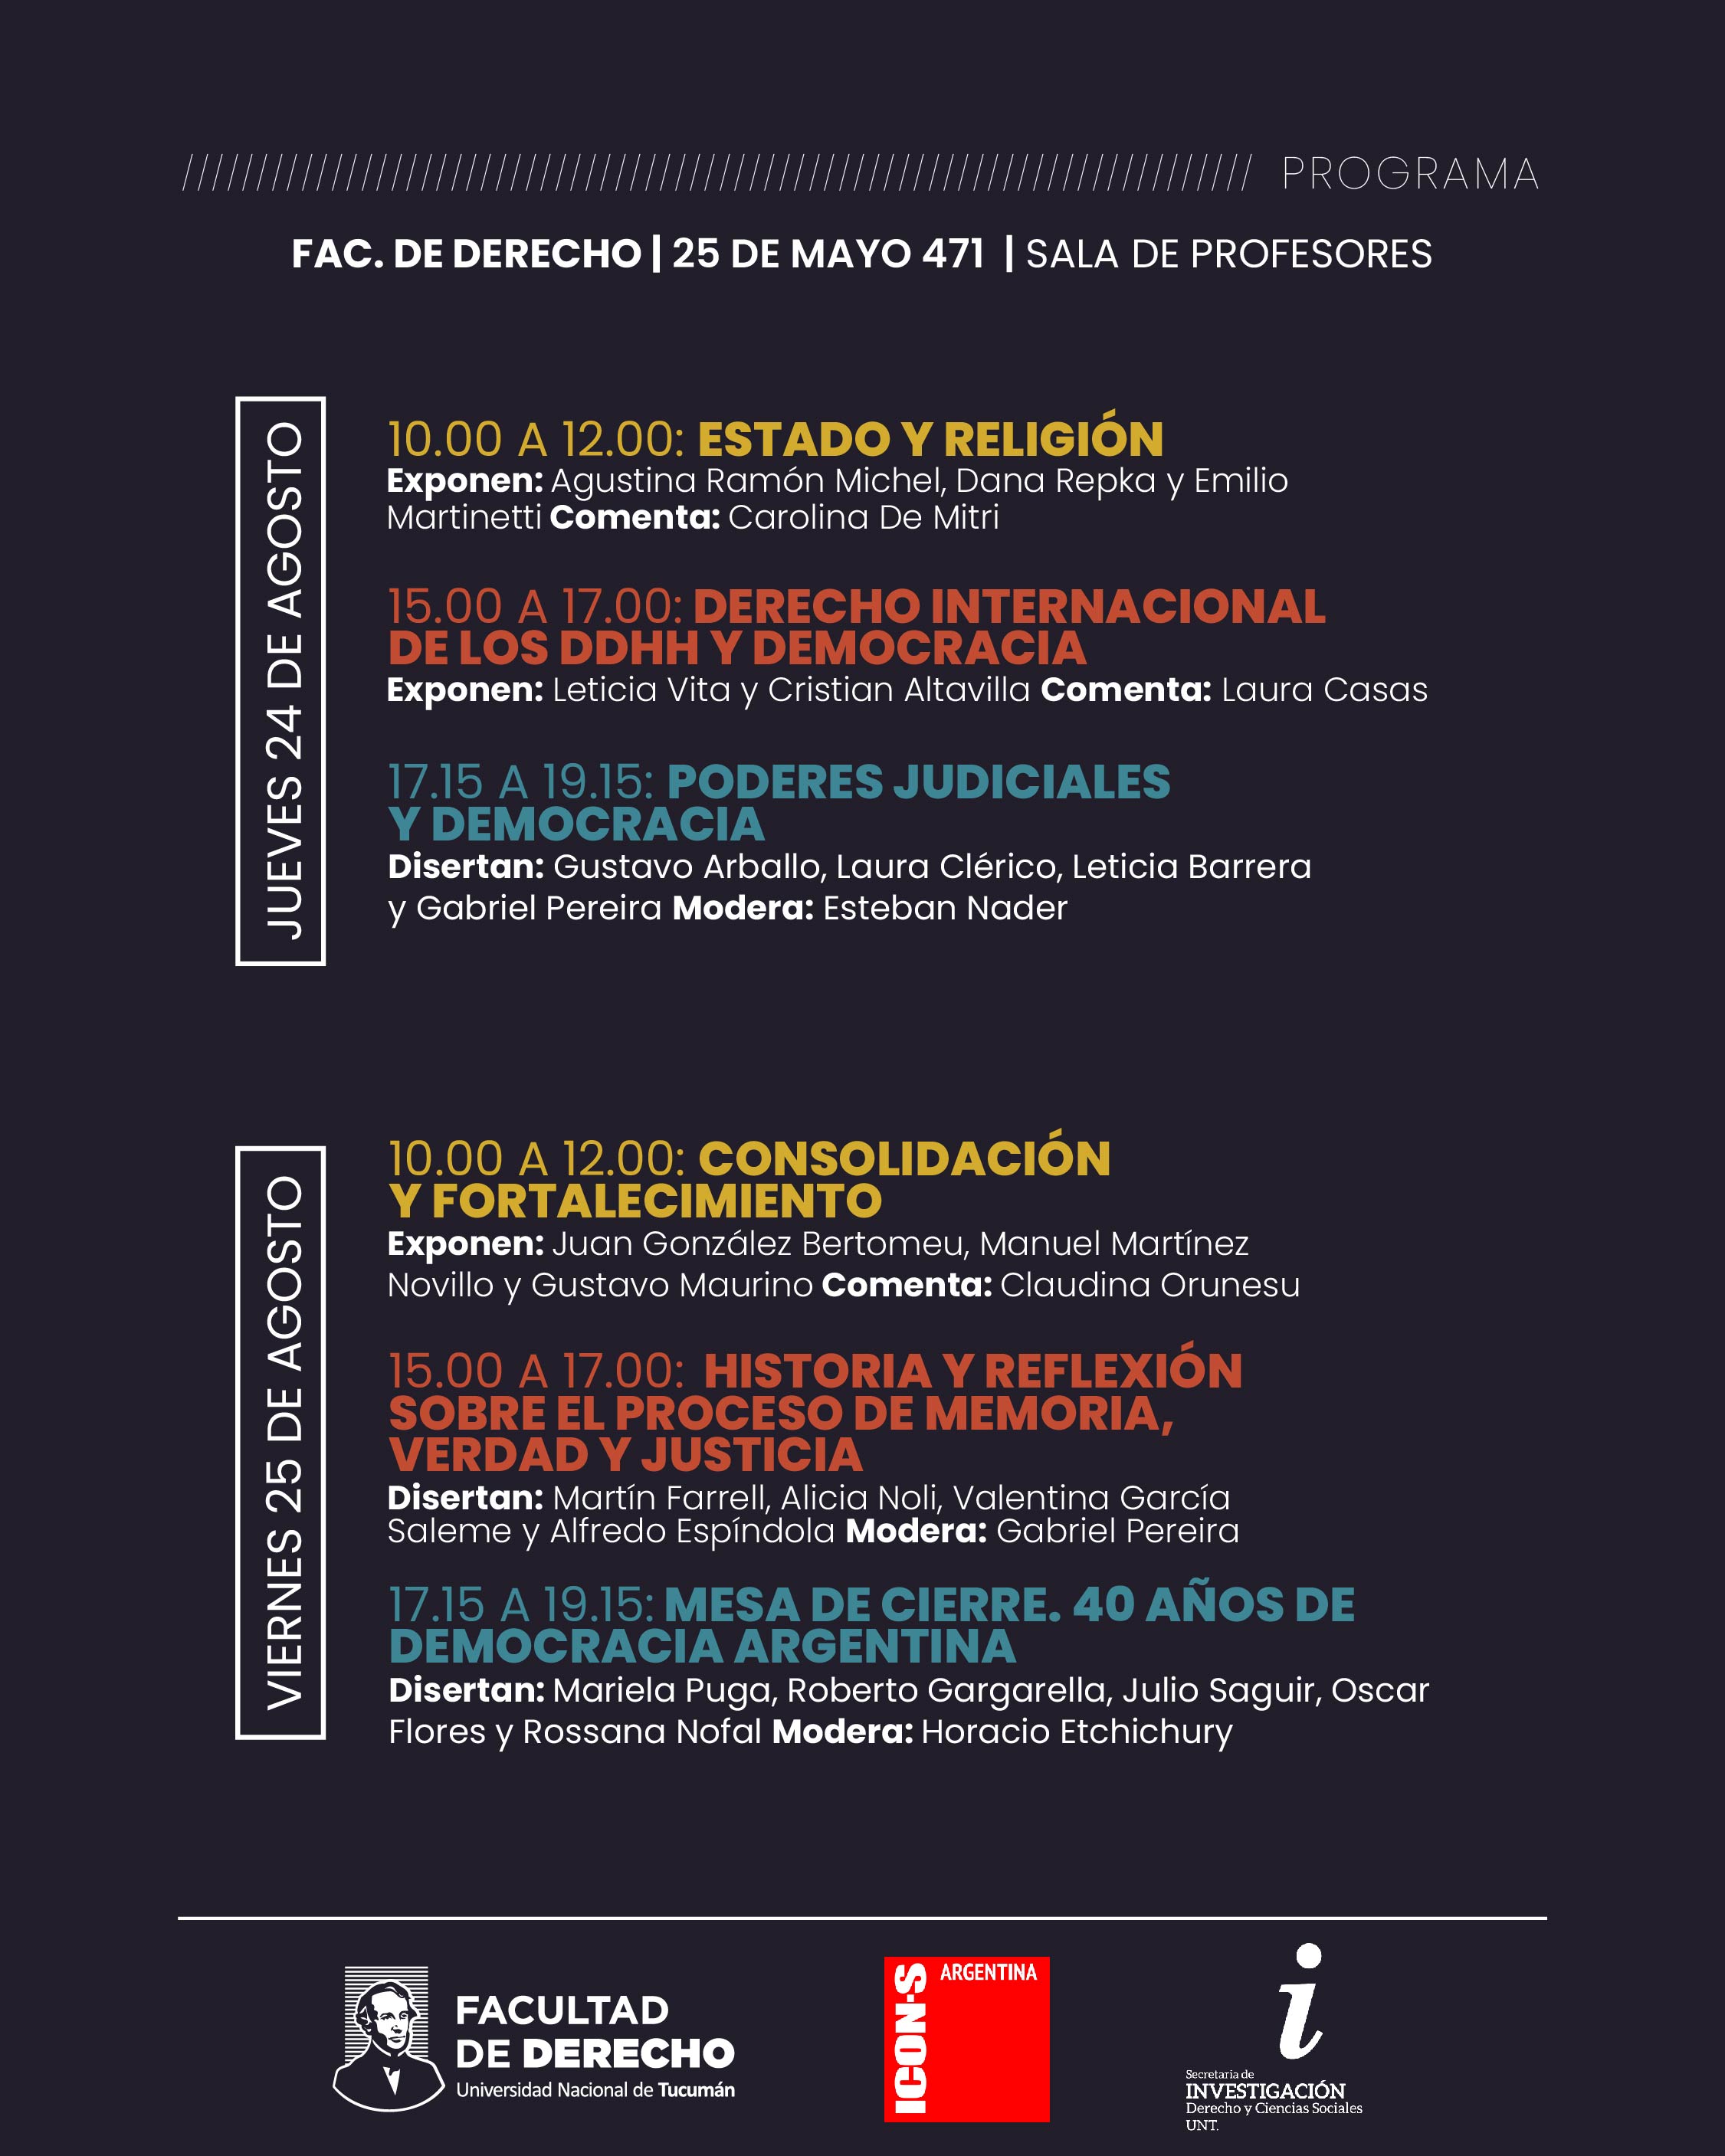 PROGRAMA
FAC. DE DERECHO | 25 DE MAYO 471 | SALA DE PROFESORES
JUEVES 24 DE AGOSTO
10.00 A 12.00: ESTADO Y RELIGIÓN
Exponen: Agustina Ramón Michel, Dana Repka y Emilio
Martinetti Comenta: Carolina De Mitri
15.00 A 17.00: DERECHO INTERNACIONAL
DE LOS DDHH Y DEMOCRACIA
Exponen: Leticia Vita y Cristian Altavilla Comenta: Laura Casas
17.15 A 19.15: PODERES JUDICIALES
Y DEMOCRACIA
Disertan: Gustavo Arballo, Laura Clérico, Leticia Barrera
y Gabriel Pereira Modera: Esteban Nader
VIERNES 25 DE AGOSTO
10.00 A 12.00: CONSOLIDACIÓN
Y FORTALECIMIENTO
Exponen: Juan González Bertomeu, Manuel Martínez
Novillo y Gustavo Maurino Comenta: Claudina Orunesu
15.00 A 17.00: HISTORIA Y REFLEXIÓN
SOBRE EL PROCESO DE MEMORIA,
VERDAD Y JUSTICIA
Disertan: Martín Farrell, Alicia Noli, Valentina García
Saleme y Alfredo Espíndola Modera: Gabriel Pereira
17.15 A 19.15: MESA DE CIERRE. 40 AÑOS DE
DEMOCRACIA ARGENTINA
Disertan: Mariela Puga, Roberto Gargarella, Julio Saguir, Oscar
Flores y Rossana Nofal Modera: Horacio Etchichury
FACULTAD
DE DERECHO
Universidad Nacional de Tucumán
ICON·S
ARGENTINA
i
Secretaría de
INVESTIGACIÓN
Derecho y Ciencias Sociales
UNT.